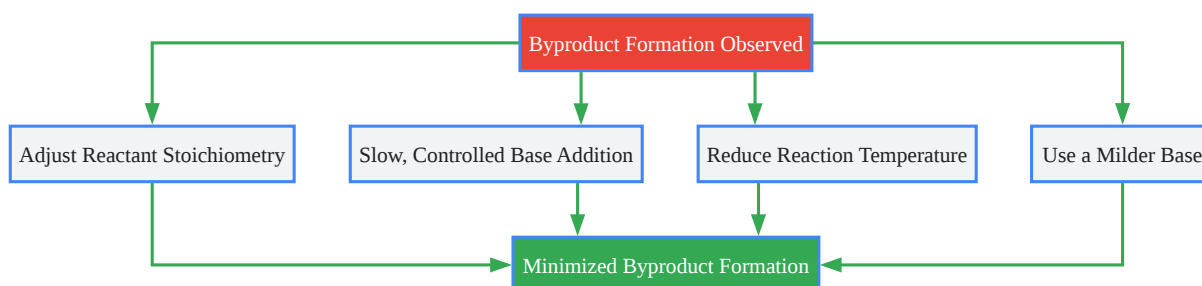 Byproduct Formation Observed
Adjust Reactant Stoichiometry
Slow, Controlled Base Addition
Reduce Reaction Temperature
Use a Milder Base
Minimized Byproduct Formation